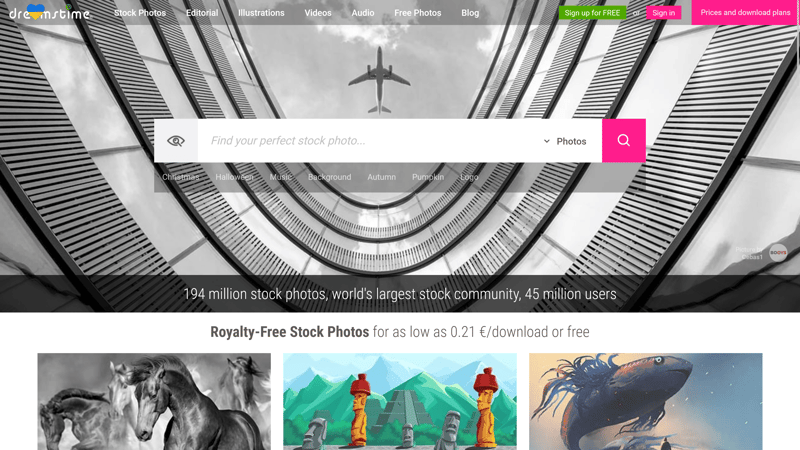 dreamstime
Stock Photos Editorial Illustrations Videos Audio Free Photos Blog
Sign up for FREE or Sign in Prices and download plans
Find your perfect stock photo... Photos
Christmas Halloween Music Background Autumn Pumpkin Logo
194 million stock photos, world's largest stock community, 45 million users
Royalty-Free Stock Photos for as low as 0.21 €/download or free